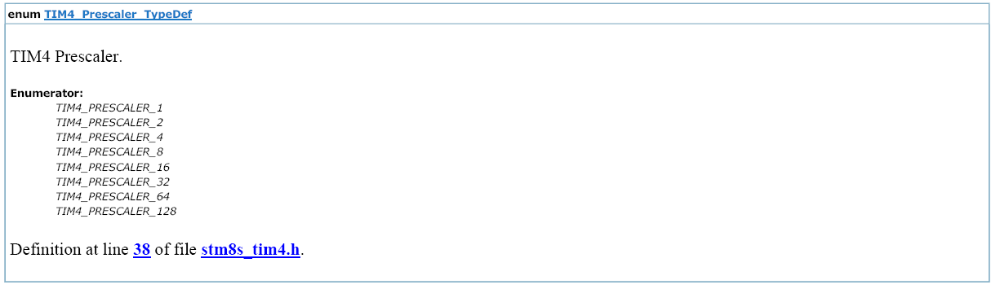 enum TIM4_Prescaler_TypeDef
TIM4 Prescaler.
Enumerator:
TIM4_PRESCALER_1
TIM4_PRESCALER_2
TIM4_PRESCALER_4
TIM4_PRESCALER_8
TIM4_PRESCALER_16
TIM4_PRESCALER_32
TIM4_PRESCALER_64
TIM4_PRESCALER_128
Definition at line 38 of file stm8s_tim4.h.